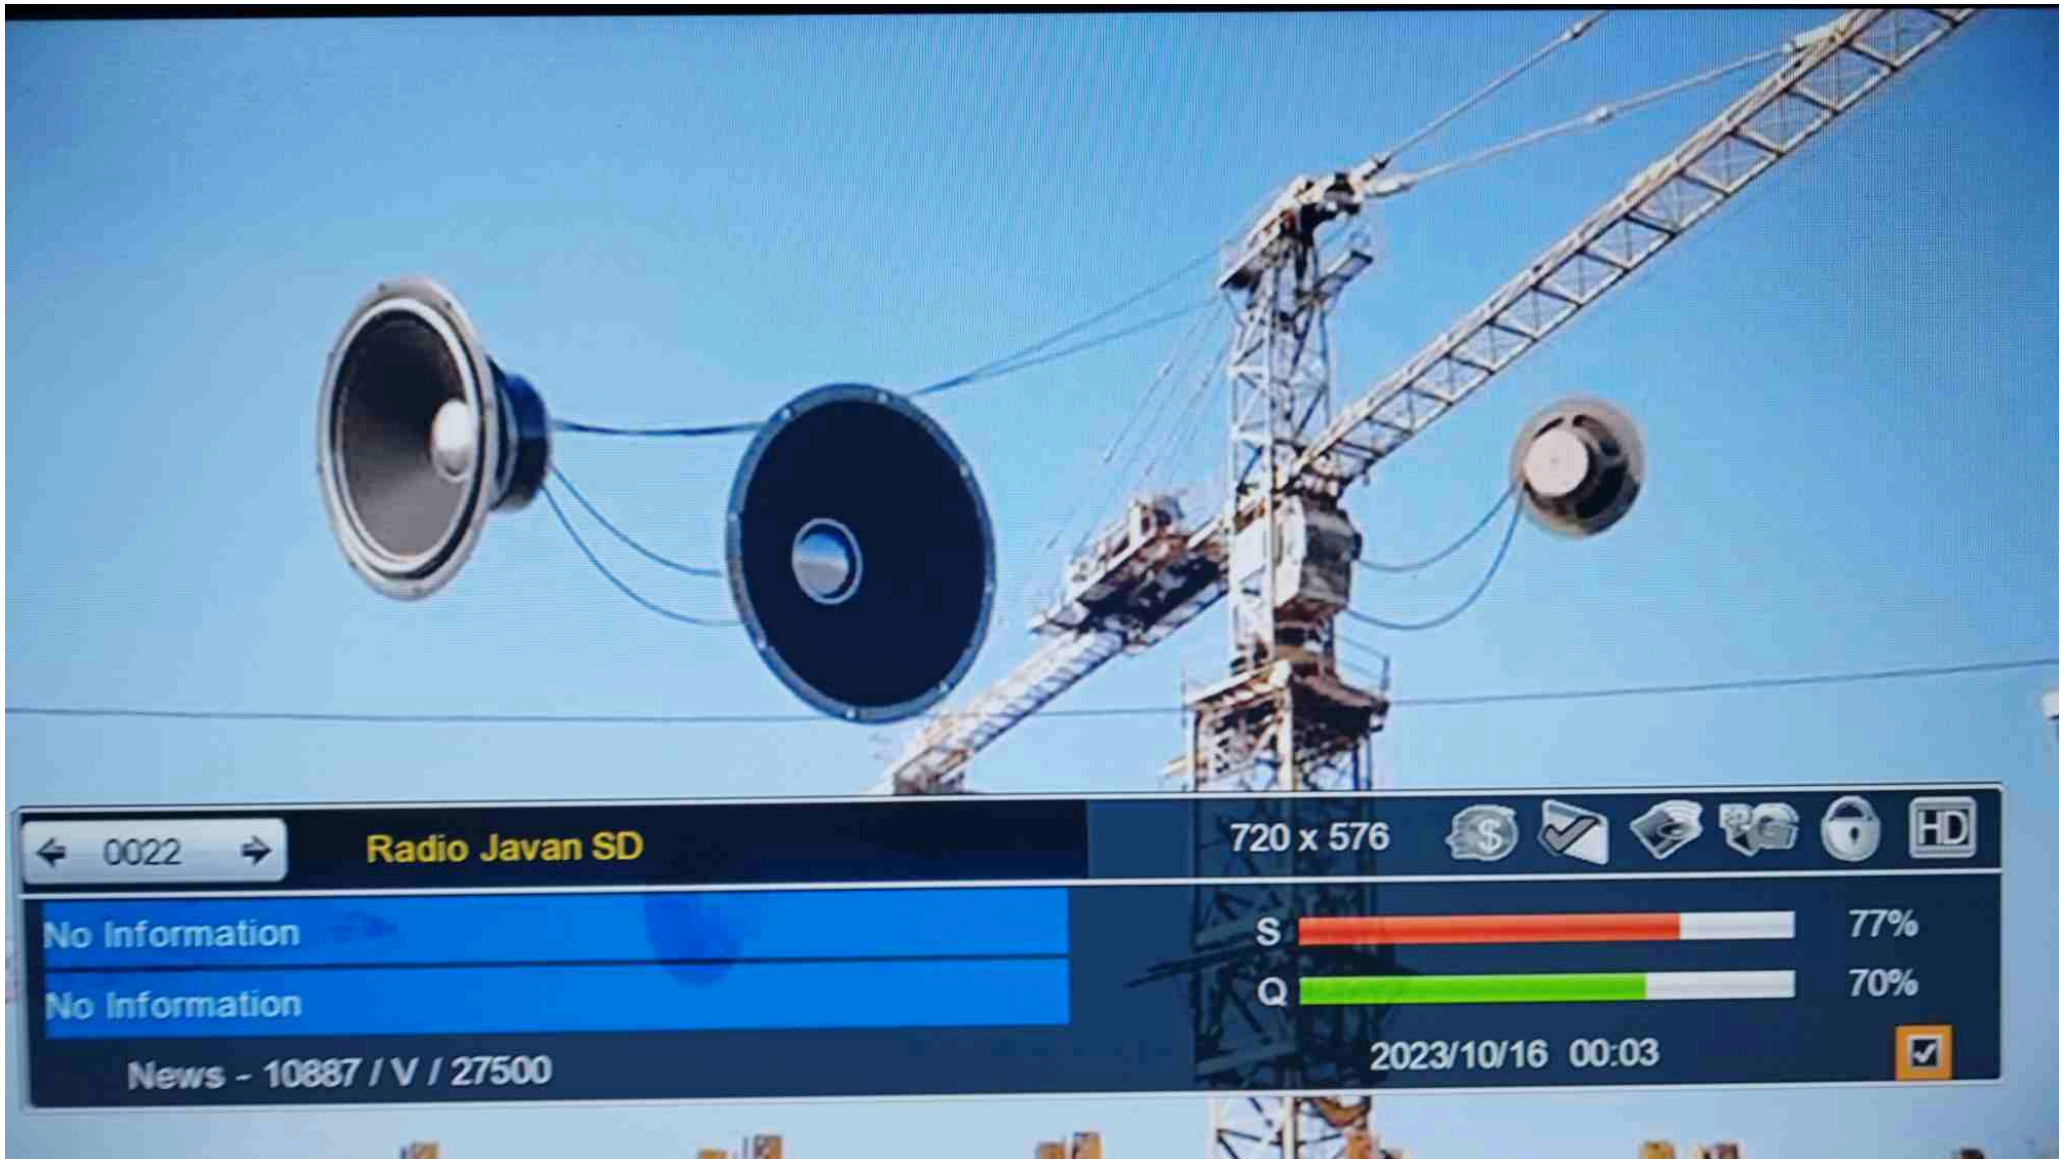 0022
Radio Javan SD
720 x 576
HD
No Information
S 77%
No Information
Q 70%
News - 10887 / V / 27500
2023/10/16 00:03